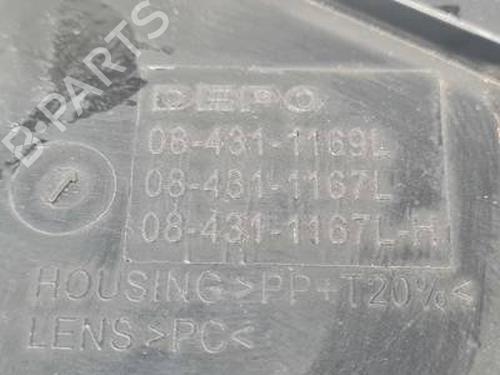 B-PARTS
DEPO
08-431-1169L
08-431-1167L
08-431-1167L-H
HOUSING>PP+T20%<
LENS>PC<